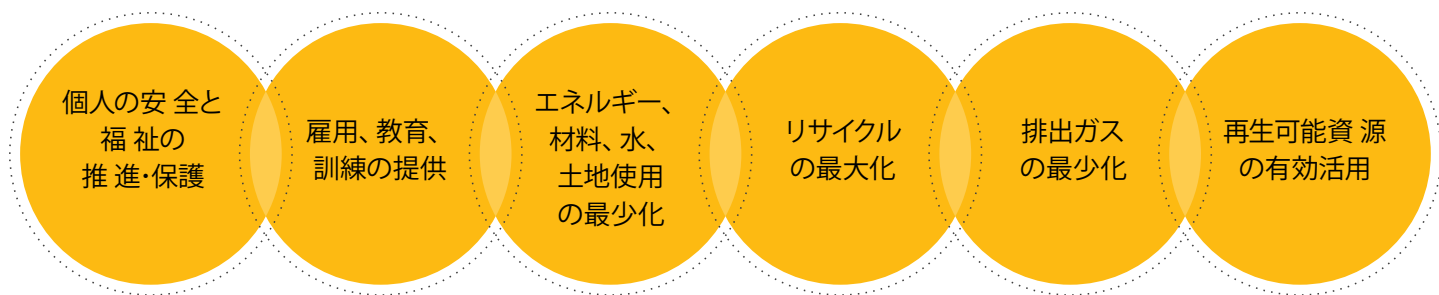 個人の安全と
福祉の
推進・保護
雇用、教育、
訓練の提供
エネルギー、
材料、水、
土地使用
の最少化
リサイクル
の最大化
排出ガス
の最少化
再生可能資源
の有効活用